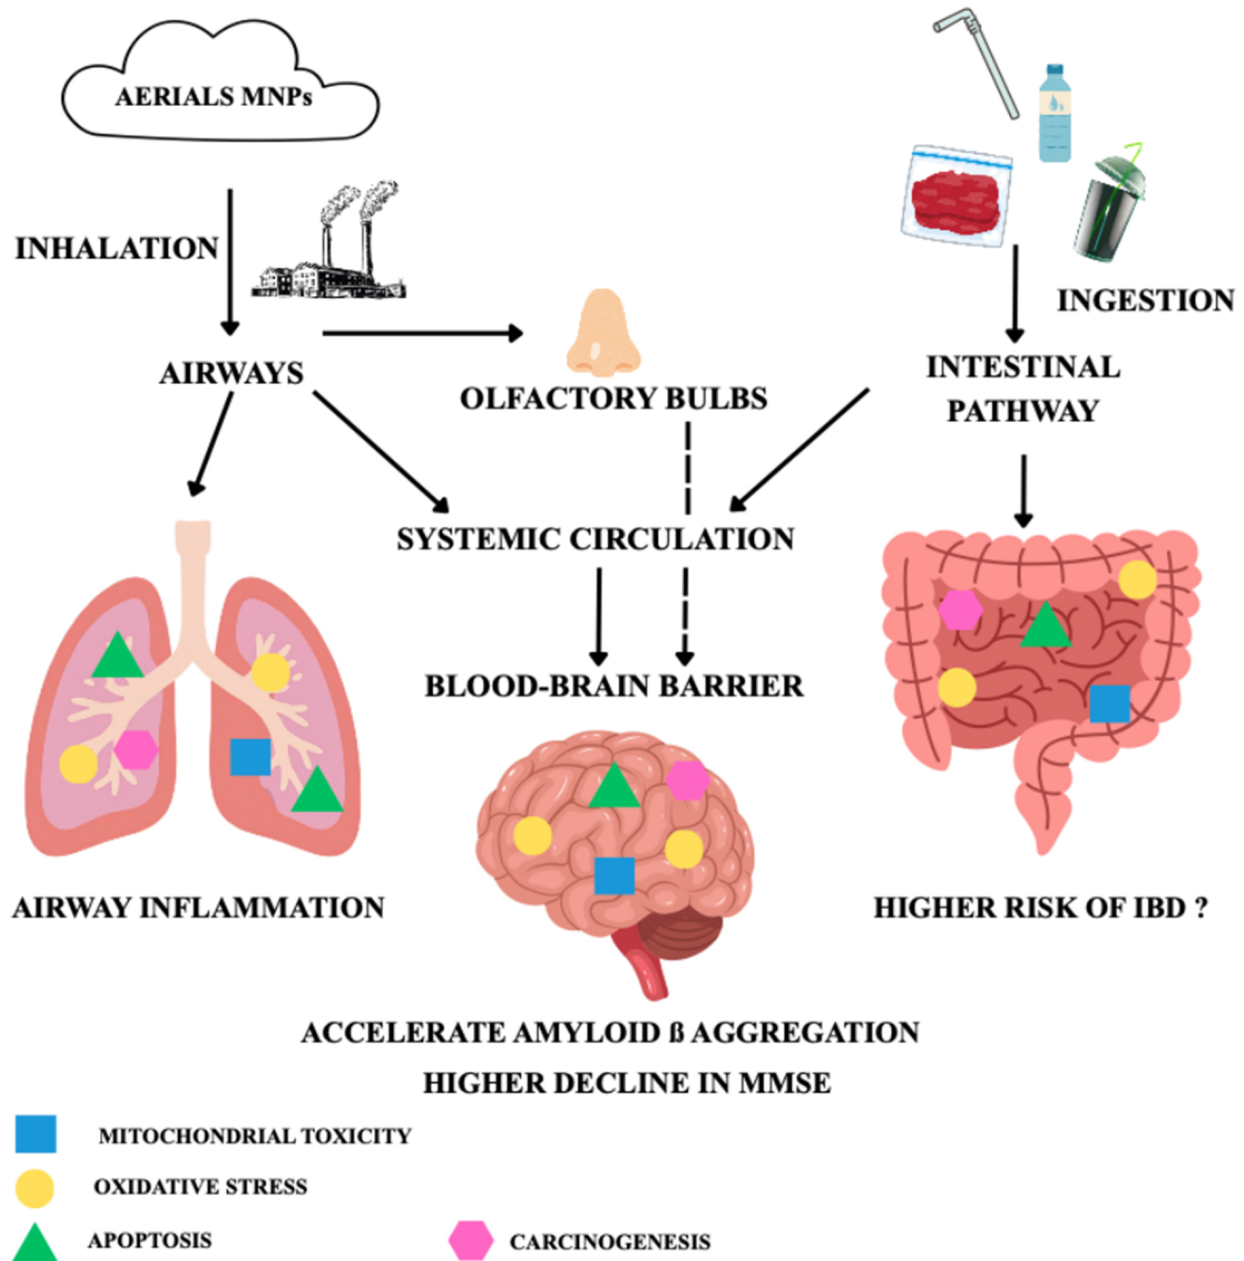 AERIALS MNPs
INHALATION
INGESTION
AIRWAYS
OLFACTORY BULBS
INTESTINAL
PATHWAY
SYSTEMIC CIRCULATION
BLOOD-BRAIN BARRIER
AIRWAY INFLAMMATION
HIGHER RISK OF IBD ?
ACCELERATE AMYLOID ß AGGREGATION
HIGHER DECLINE IN MMSE
MITOCHONDRIAL TOXICITY
OXIDATIVE STRESS
APOPTOSIS
CARCINOGENESIS